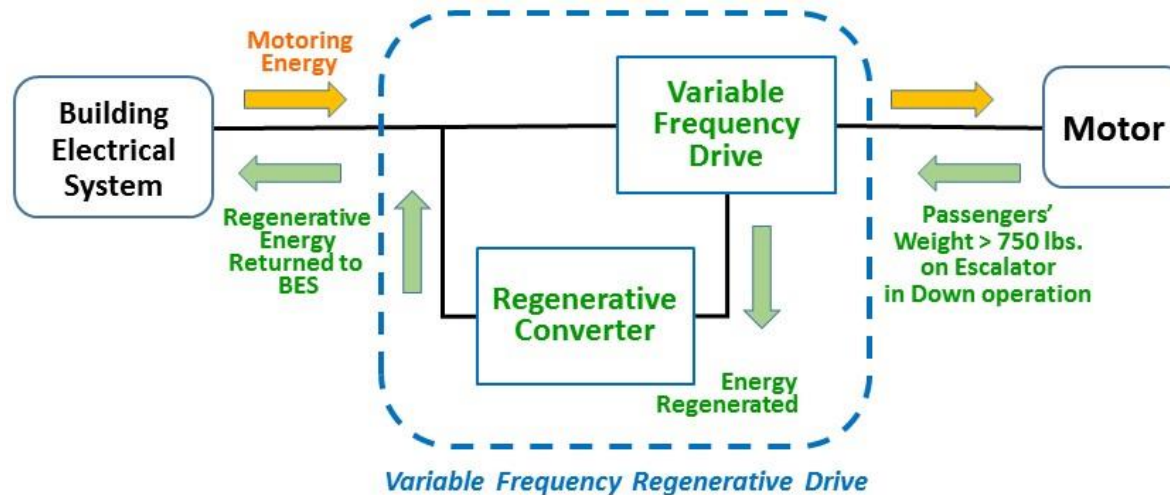 Motoring
Energy
Building
Electrical
System
Variable
Frequency
Drive
Motor
Regenerative
Energy
Returned to
BES
Passengers’
Weight > 750 lbs.
on Escalator
in Down operation
Regenerative
Converter
Energy
Regenerated
Variable Frequency Regenerative Drive